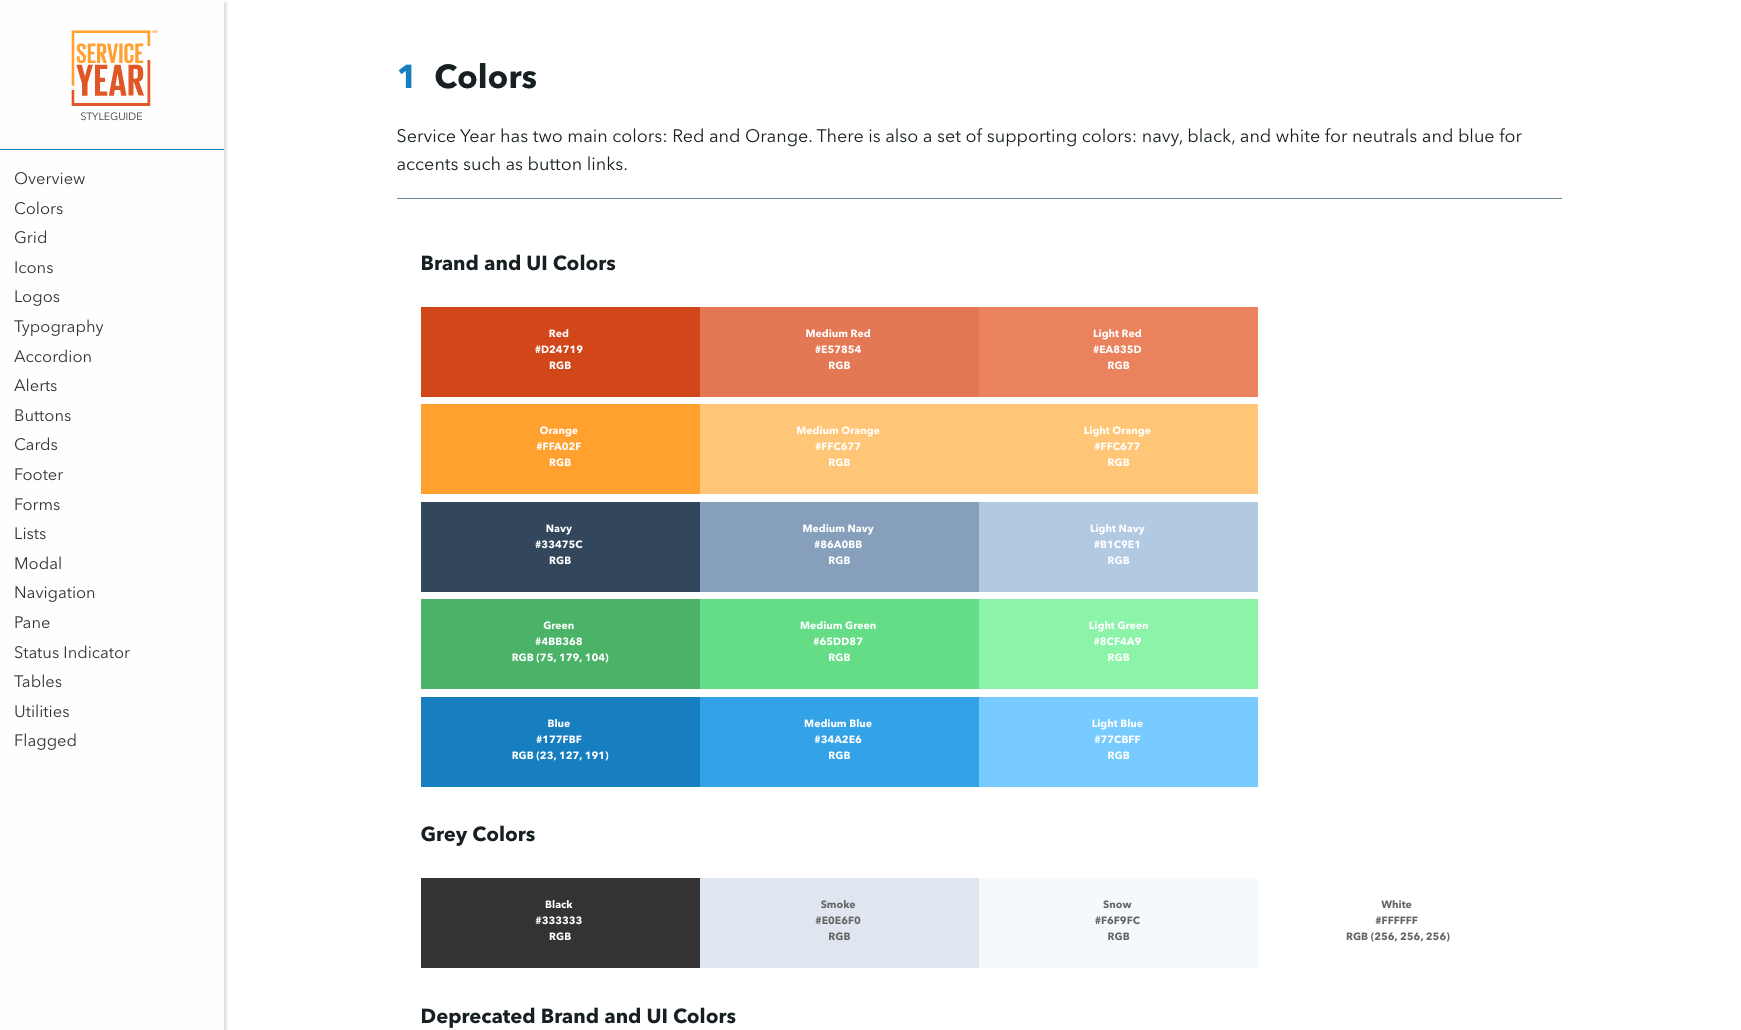 SERVICE
YEAR
STYLEGUIDE
Overview
Colors
Grid
Icons
Logos
Typography
Accordion
Alerts
Buttons
Cards
Footer
Forms
Lists
Modal
Navigation
Pane
Status Indicator
Tables
Utilities
Flagged
1 Colors
Service Year has two main colors: Red and Orange. There is also a set of supporting colors: navy, black, and white for neutrals and blue for
accents such as button links.
Brand and UI Colors
Red
#D24719
RGB
Medium Red
#E57854
RGB
Light Red
#EA835D
RGB
Orange
#FFA02F
RGB
Medium Orange
#FFC677
RGB
Light Orange
#FFC677
RGB
Navy
#33475C
RGB
Medium Navy
#86A0BB
RGB
Light Navy
#B1C9E1
RGB
Green
#4BB368
RGB (75, 179, 104)
Medium Green
#65DD87
RGB
Light Green
#8CF4A9
RGB
Blue
#177FBF
RGB (23, 127, 191)
Medium Blue
#34A2E6
RGB
Light Blue
#77CBFF
RGB
Grey Colors
Black
#333333
RGB
Smoke
#E0E6F0
RGB
Snow
#F6F9FC
RGB
White
#FFFFFF
RGB (256, 256, 256)
Deprecated Brand and UI Colors